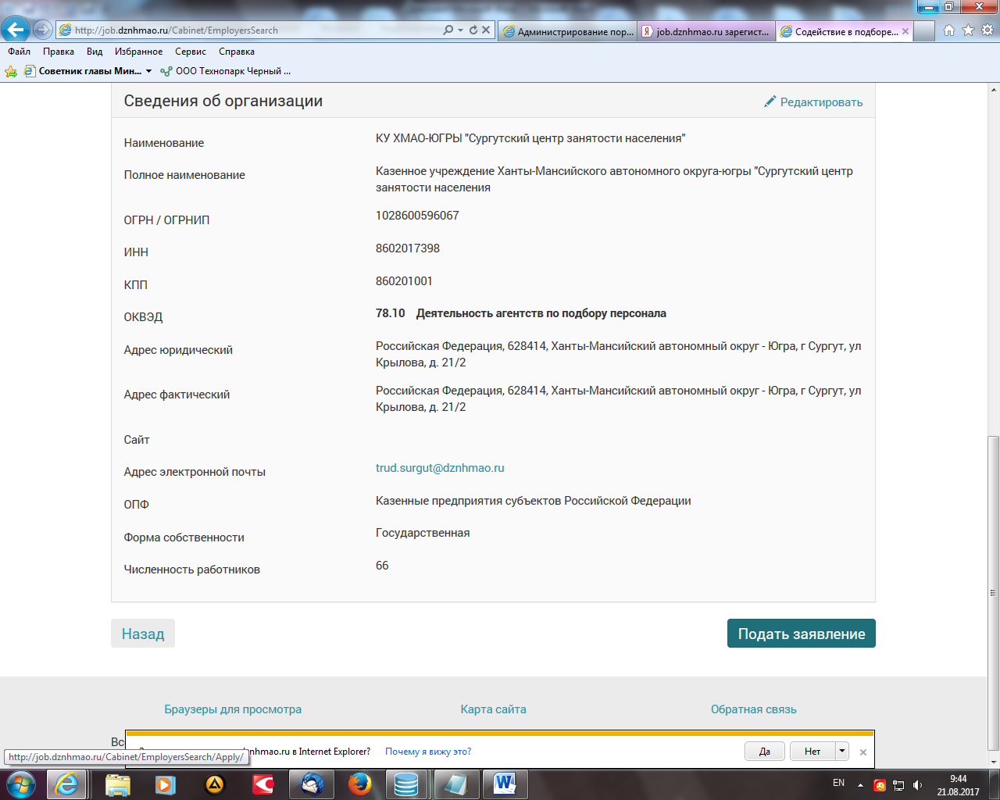 http://job.dznhmao.ru/Cabinet/EmployersSearch
Администрирование пор...
job.dznhmao.ru зарегист...
Содействие в подборе...
Файл Правка Вид Избранное Сервис Справка
Советник главы Мин...
ООО Технопарк Черный ...
Сведения об организации
Редактировать
Наименование
КУ ХМАО-ЮГРЫ "Сургутский центр занятости населения"
Полное наименование
Казенное учреждение Ханты-Мансийского автономного округа-югры "Сургутский центр
занятости населения
ОГРН / ОГРНИП
1028600596067
ИНН
8602017398
КПП
860201001
ОКВЭД
78.10 Деятельность агентств по подбору персонала
Адрес юридический
Российская Федерация, 628414, Ханты-Мансийский автономный округ - Югра, г Сургут, ул
Крылова, д. 21/2
Адрес фактический
Российская Федерация, 628414, Ханты-Мансийский автономный округ - Югра, г Сургут, ул
Крылова, д. 21/2
Сайт
Адрес электронной почты
trud.surgut@dznhmao.ru
ОПФ
Казенные предприятия субъектов Российской Федерации
Форма собственности
Государственная
Численность работников
66
Назад
Подать заявление
Браузеры для просмотра
Карта сайта
Обратная связь
Вс
nhmao.ru в Internet Explorer?
Почему я вижу это?
Да
Нет
http://job.dznhmao.ru/Cabinet/EmployersSearch/Apply/
EN
9:44
21.08.2017